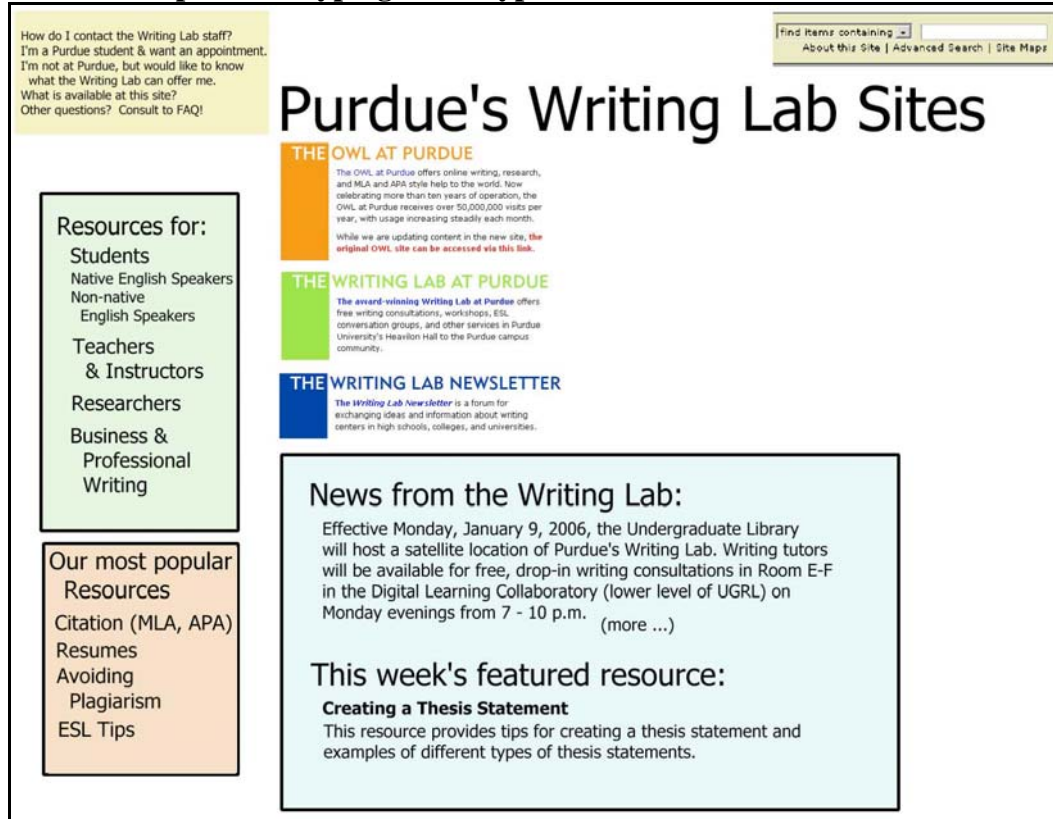 How do I contact the Writing Lab staff?
I'm a Purdue student & want an appointment.
I'm not at Purdue, but would like to know
what the Writing Lab can offer me.
What is available at this site?
Other questions? Consult to FAQ!
find items containing
About this Site | Advanced Search | Site Maps
Purdue's Writing Lab Sites
THE OWL AT PURDUE
The OWL at Purdue offers online writing, research,
and MLA and APA style help to the world. Now
celebrating more than ten years of operation, the
OWL at Purdue receives over 50,000,000 visits per
year, with usage increasing steadily each month.
While we are updating content in the new site, the
original OWL site can be accessed via this link.
THE WRITING LAB AT PURDUE
The award-winning Writing Lab at Purdue offers
free writing consultations, workshops, ESL
conversation groups, and other services in Purdue
University's Heavilon Hall to the Purdue campus
community.
THE WRITING LAB NEWSLETTER
The Writing Lab Newsletter is a forum for
exchanging ideas and information about writing
centers in high schools, colleges, and universities.
Resources for:
Students
Native English Speakers
Non-native
English Speakers
Teachers
& Instructors
Researchers
Business &
Professional
Writing
Our most popular
Resources
Citation (MLA, APA)
Resumes
Avoiding
Plagiarism
ESL Tips
News from the Writing Lab:
Effective Monday, January 9, 2006, the Undergraduate Library
will host a satellite location of Purdue's Writing Lab. Writing tutors
will be available for free, drop-in writing consultations in Room E-F
in the Digital Learning Collaboratory (lower level of UGRL) on
Monday evenings from 7 - 10 p.m.
(more ...)
This week's featured resource:
Creating a Thesis Statement
This resource provides tips for creating a thesis statement and
examples of different types of thesis statements.